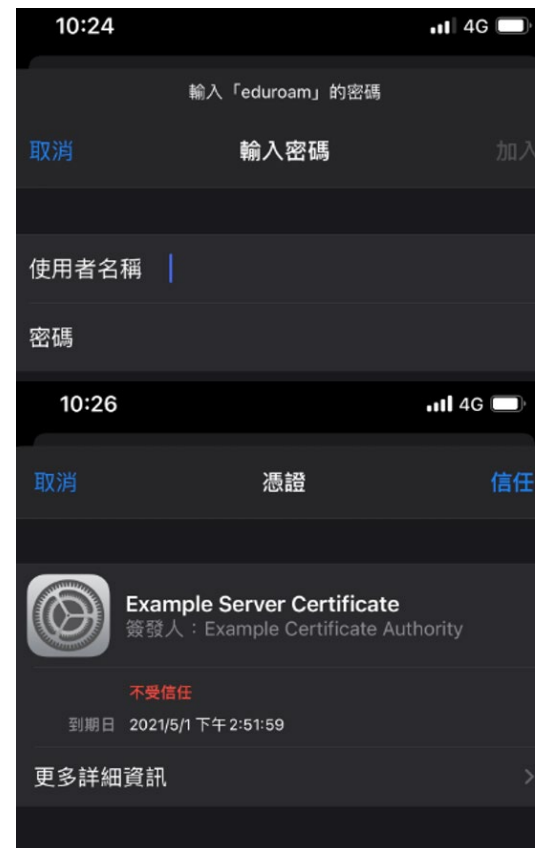 10:24 4G
輸入「eduroam」的密碼
取消 輸入密碼 加入
使用者名稱
密碼
10:26 4G
取消 憑證 信任
Example Server Certificate
簽發人：Example Certificate Authority
不受信任
到期日 2021/5/1 下午 2:51:59
更多詳細資訊